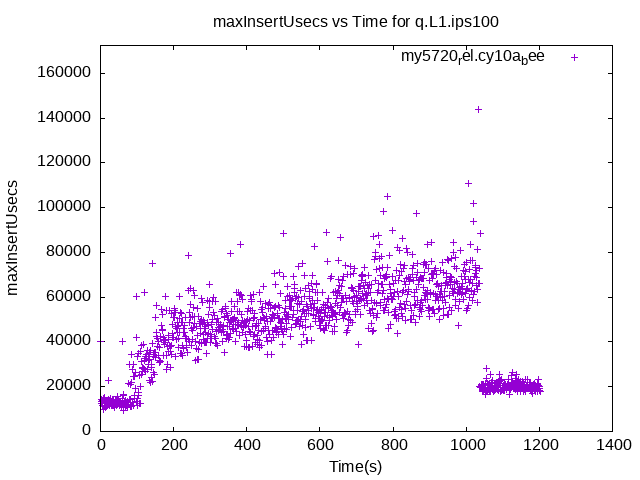 maxInsertUsecs vs Time for q.L1.ips100
my5720rel.cy10abee
160000
140000
120000
100000
80000
60000
40000
20000
0
maxInsertUsecs
0 200 400 600 800 1000 1200 1400
Time(s)